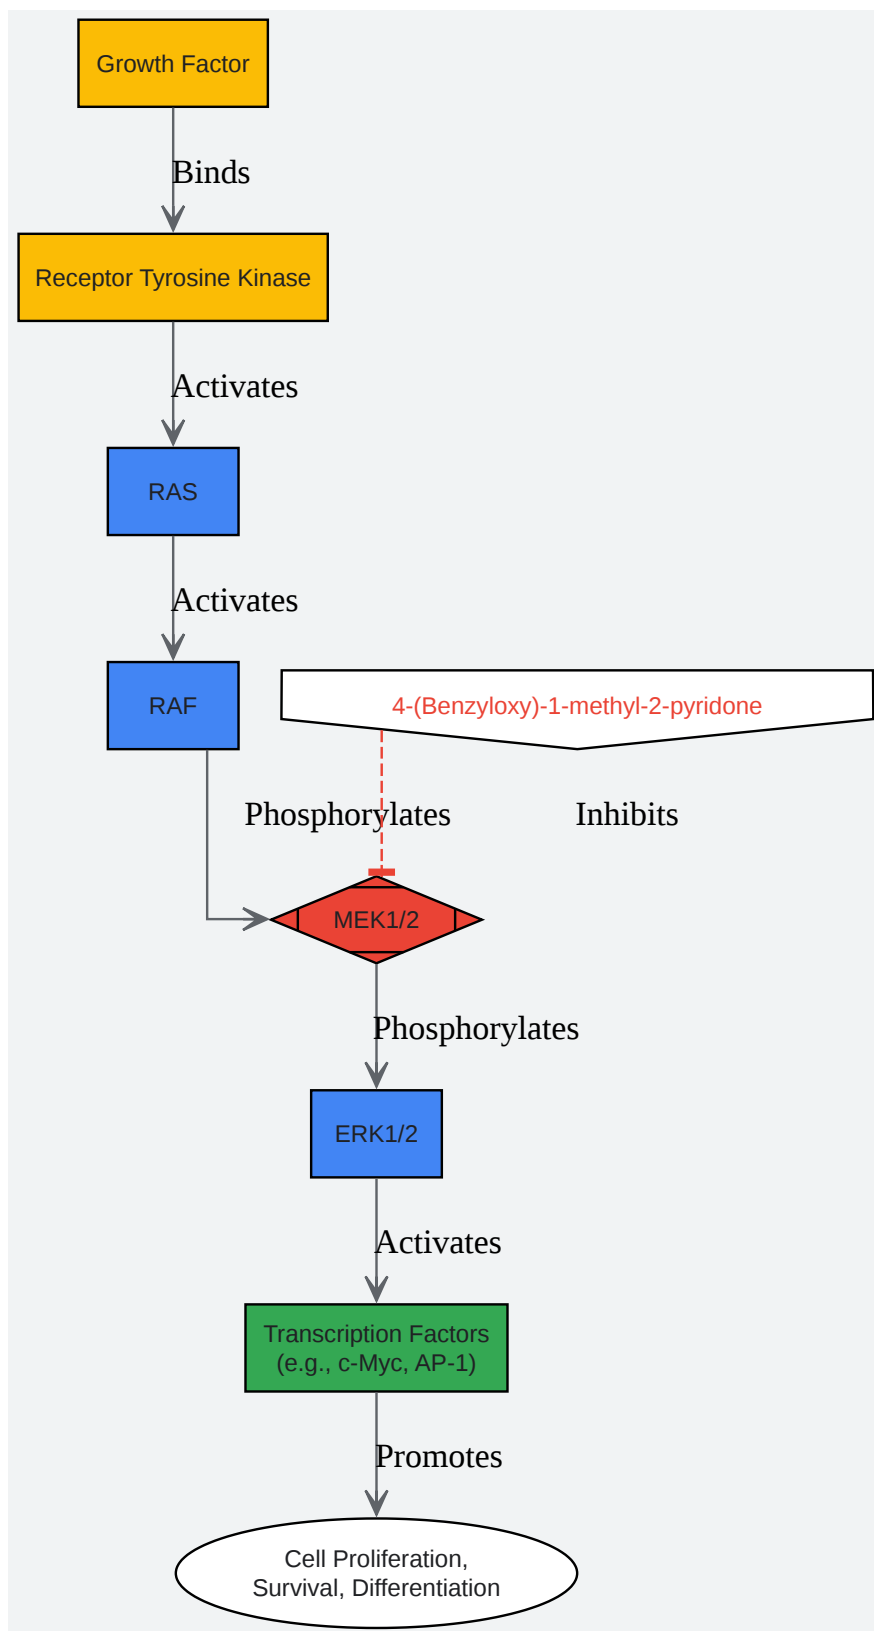 Growth Factor
Binds
Receptor Tyrosine Kinase
Activates
RAS
Activates
RAF
4-(Benzyloxy)-1-methyl-2-pyridone
Phosphorylates
Inhibits
MEK1/2
Phosphorylates
ERK1/2
Activates
Transcription Factors
(e.g., c-Myc, AP-1)
Promotes
Cell Proliferation,
Survival, Differentiation